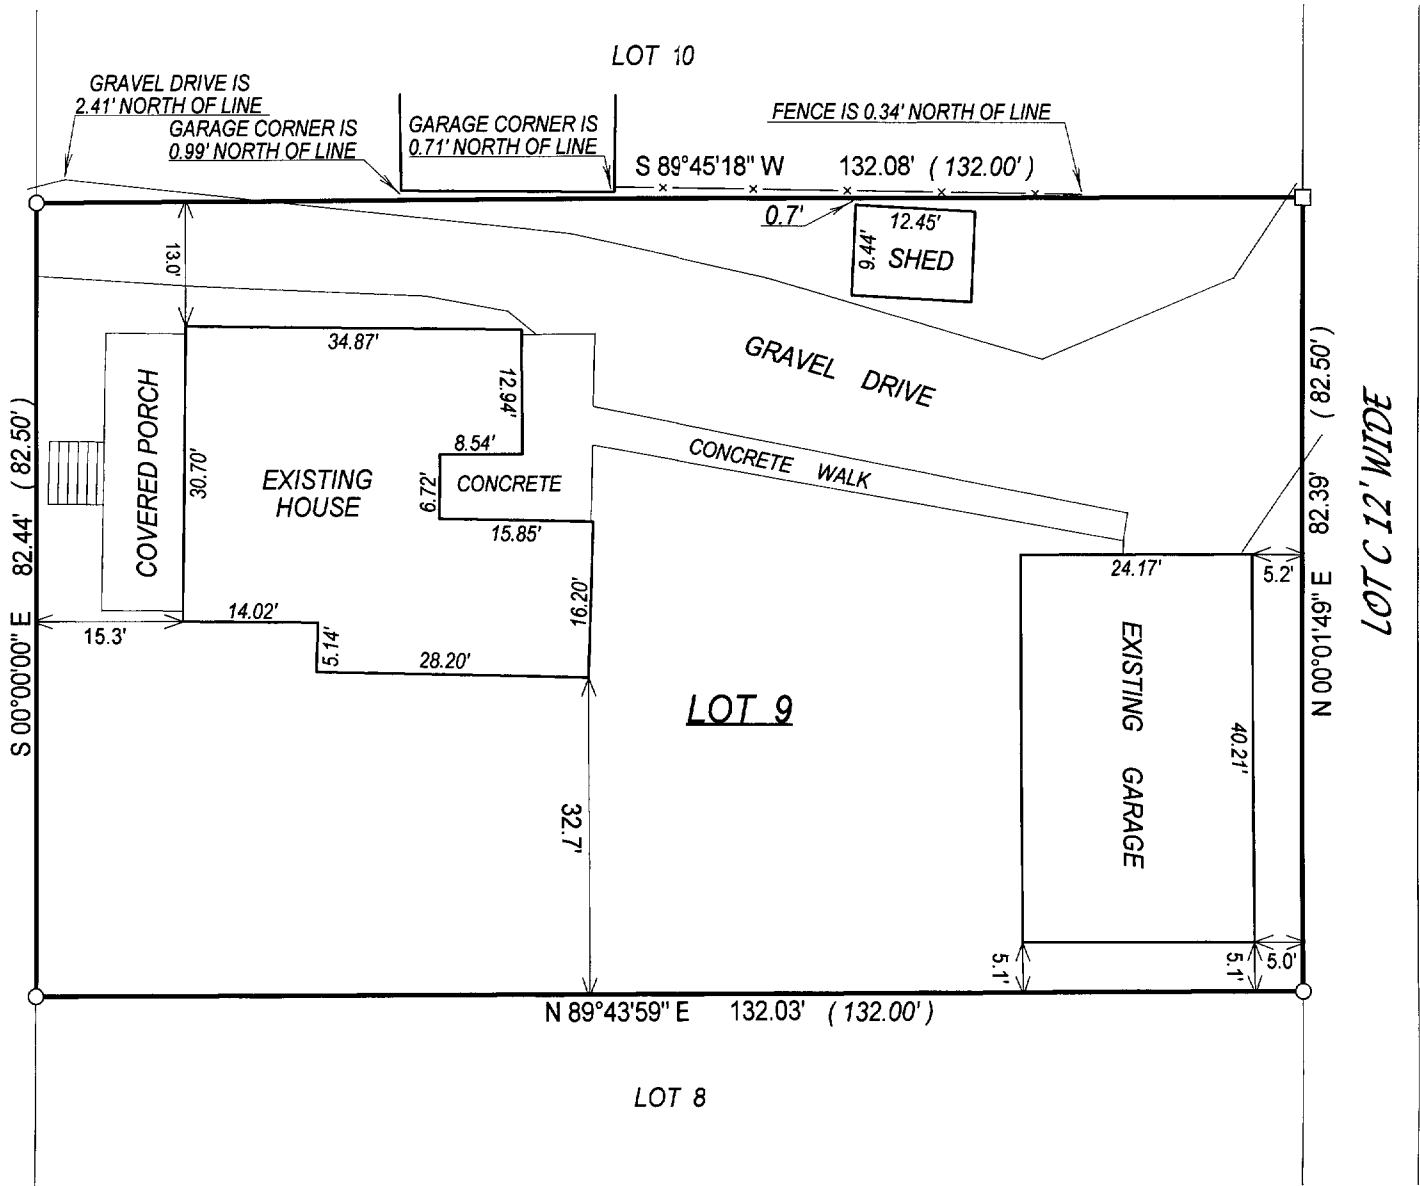 LOT 10
GRAVEL DRIVE IS
2.41' NORTH OF LINE
GARAGE CORNER IS
0.99' NORTH OF LINE
GARAGE CORNER IS
0.71' NORTH OF LINE
FENCE IS 0.34' NORTH OF LINE
S 89°45'18" W 132.08' ( 132.00' )
0.7'
12.45'
9.44'
SHED
13.0'
34.87'
12.94'
GRAVEL DRIVE
COVERED PORCH
30.70'
EXISTING
HOUSE
8.54'
6.72'
CONCRETE
15.85'
CONCRETE WALK
S 00°00'00" E 82.44' ( 82.50' )
N 00°01'49" E 82.39' ( 82.50' )
LOT C 12' WIDE
15.3'
14.02'
5.14'
28.20'
16.20'
24.17'
5.2'
LOT 9
EXISTING GARAGE
40.21'
32.7'
5.1'
5.1'
5.0'
N 89°43'59" E 132.03' ( 132.00' )
LOT 8